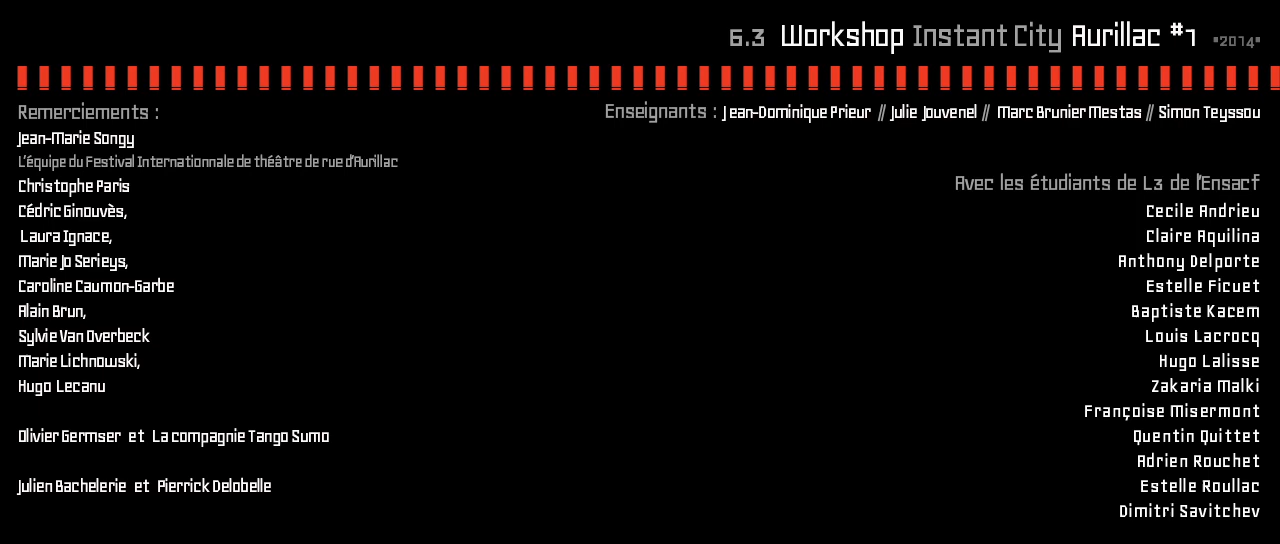 6.3 Workshop Instant City Aurillac #1 •2014•
Remerciements :
Jean-Marie Songy
L'équipe du Festival Internationnale de théâtre de rue d'Aurillac
Christophe Paris
Cédric Ginouvès,
Laura Ignace,
Marie Jo Serieys,
Caroline Caumon-Garbe
Alain Brun,
Sylvie Van Overbeck
Marie Lichnowski,
Hugo Lecanu
Olivier Germser et La compagnie Tango Sumo
Julien Bachelerie et Pierrick Delobelle
Enseignants : Jean-Dominique Prieur // Julie Jouvenel // Marc Brunier Mestas // Simon Teyssou
Avec les étudiants de L3 de l'Ensacf
Cecile Andrieu
Claire Aquilina
Anthony Delporte
Estelle Ficuet
Baptiste Kacem
Louis Lacrocq
Hugo Lalisse
Zakaria Malki
Françoise Misermont
Quentin Quittet
Adrien Rouchet
Estelle Roullac
Dimitri Savitchev